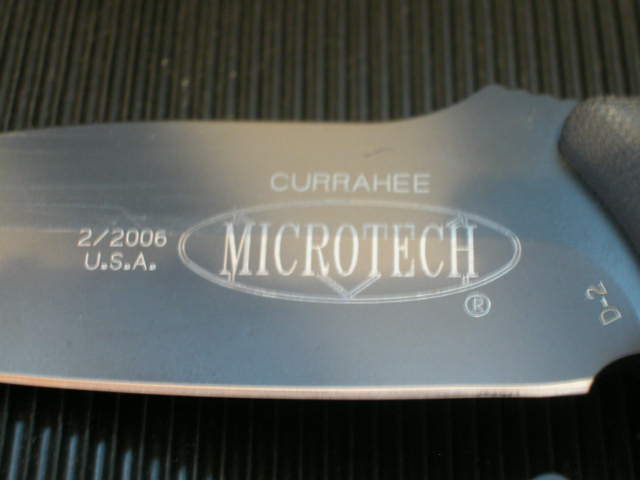 CURRAHEE
MICROTECH
®
2/2006
U.S.A.
D-2